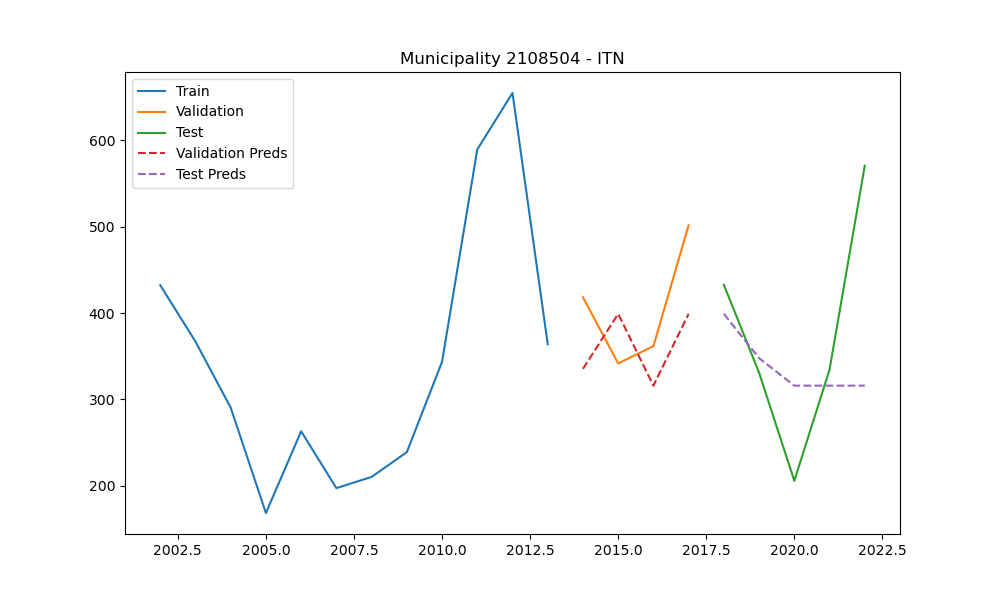 Municipality 2108504 - ITN
Train
Validation
Test
Validation Preds
Test Preds
600
500
400
300
200
2002.5 2005.0 2007.5 2010.0 2012.5 2015.0 2017.5 2020.0 2022.5